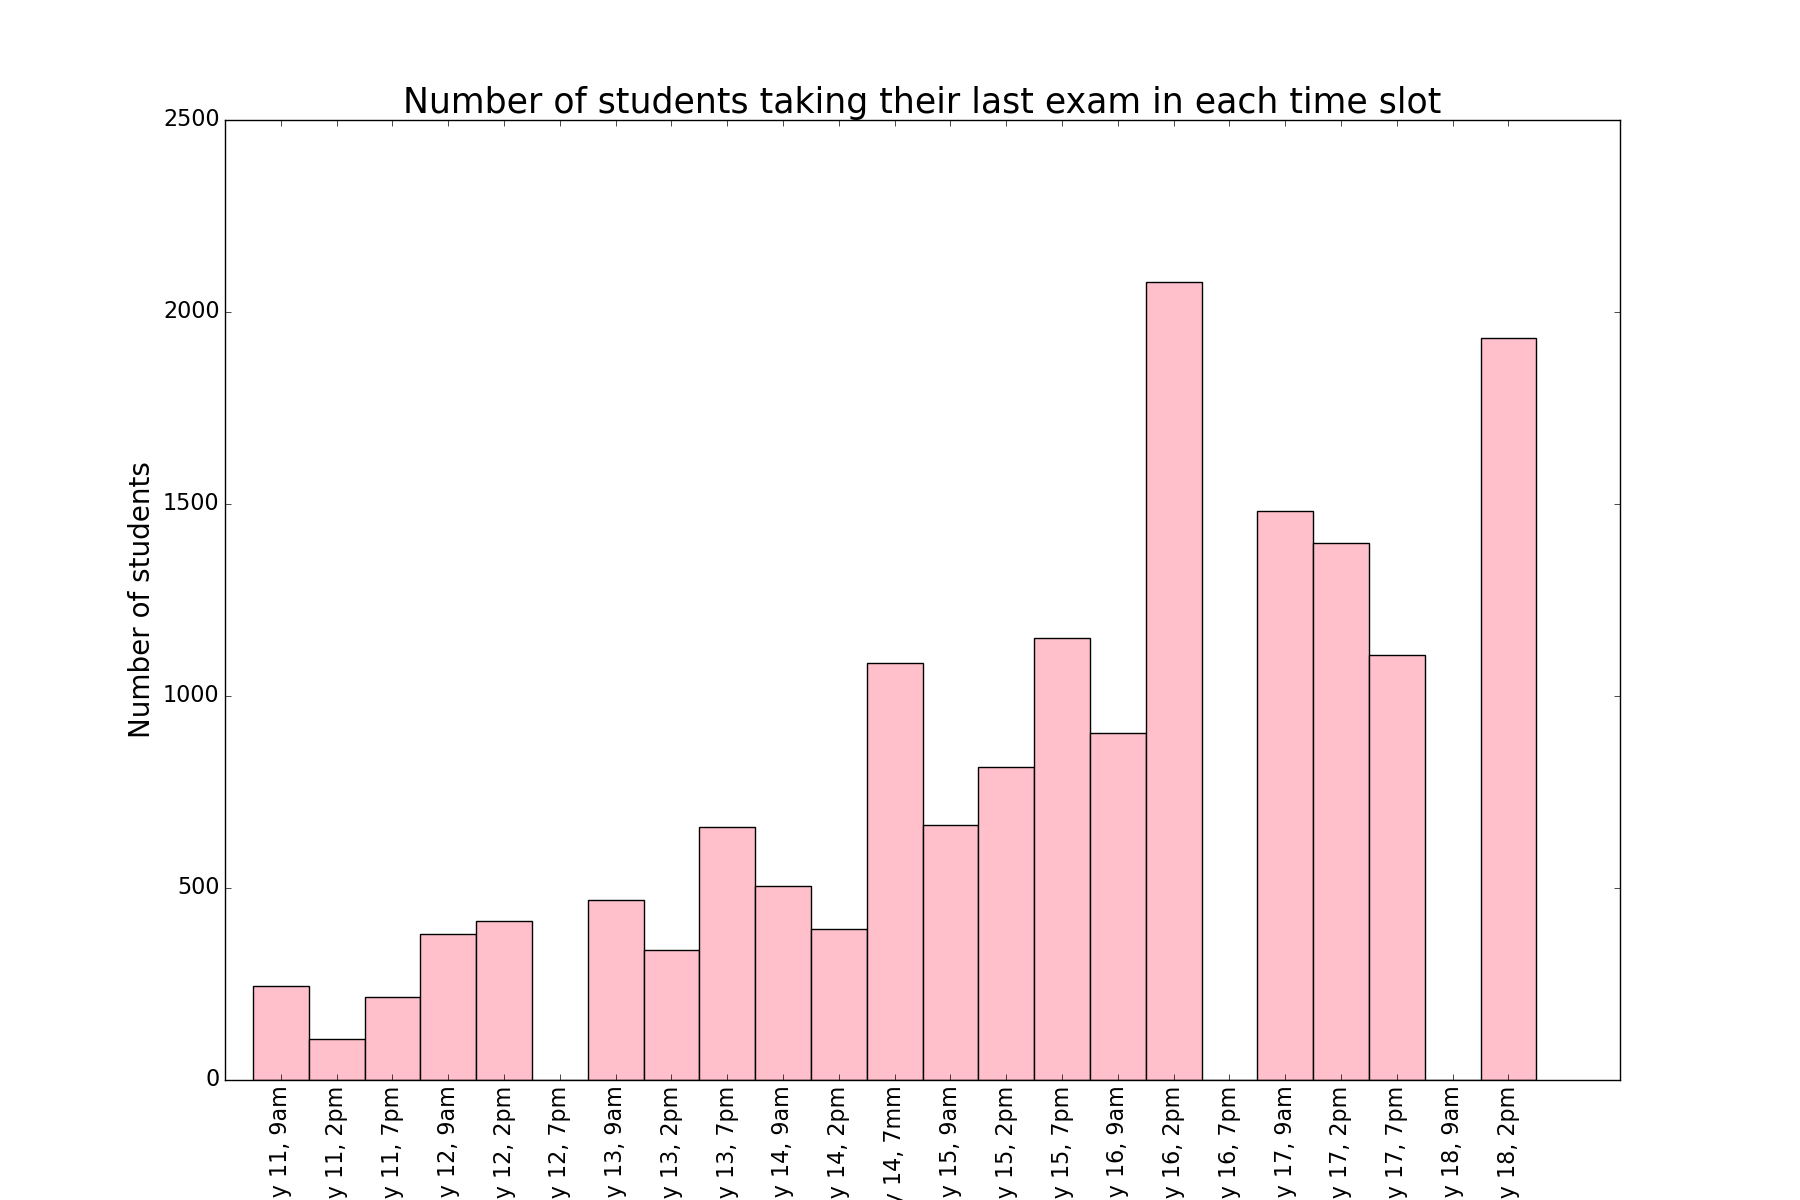 Number of students taking their last exam in each time slot
2500
2000
1500
1000
500
0
Number of students
y 11, 9am
y 11, 2pm
y 11, 7pm
y 12, 9am
y 12, 2pm
y 12, 7pm
y 13, 9am
y 13, 2pm
y 13, 7pm
y 14, 9am
y 14, 2pm
y 14, 7mm
y 15, 9am
y 15, 2pm
y 15, 7pm
y 16, 9am
y 16, 2pm
y 16, 7pm
y 17, 9am
y 17, 2pm
y 17, 7pm
y 18, 9am
y 18, 2pm